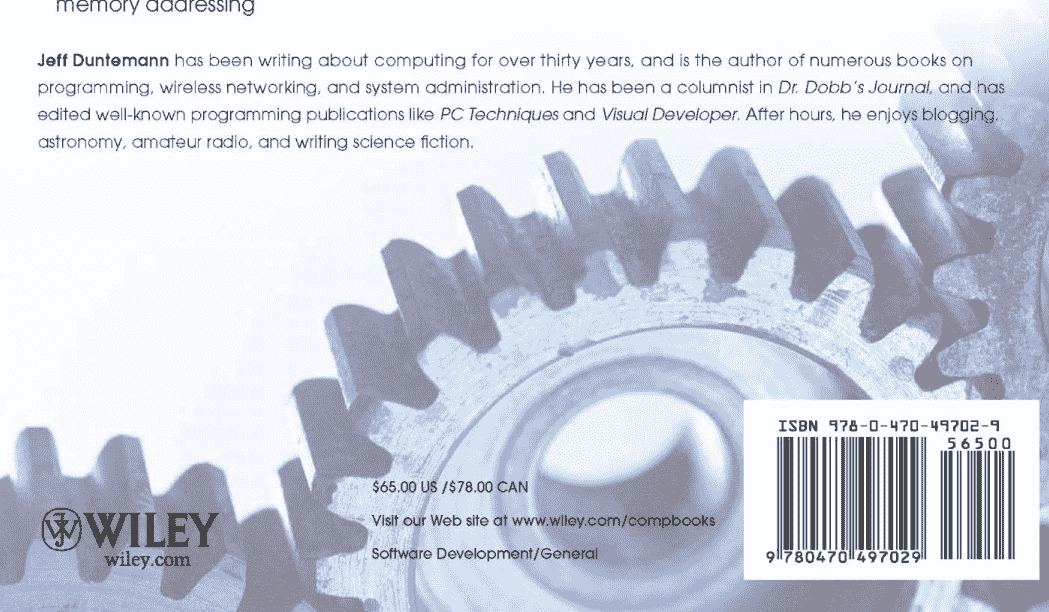 memory addressing
Jeff Duntemann has been writing about computing for over thirty years, and is the author of numerous books on
programming, wireless networking, and system administration. He has been a columnist in Dr. Dobb's Journal, and has
edited well-known programming publications like PC Techniques and Visual Developer. After hours, he enjoys blogging,
astronomy, amateur radio, and writing science fiction.
$65.00 US /$78.00 CAN
Visit our Web site at www.wiley.com/compbooks
Software Development/General
WILEY
wiley.com
ISBN 978-0-470-49702-9
56500
9 780470 497029